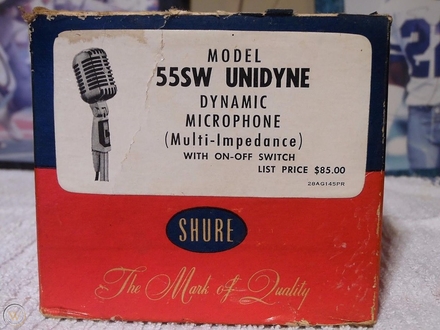 MODEL
55SW UNIDYNE
DYNAMIC
MICROPHONE
(Multi-Impedance)
WITH ON-OFF SWITCH
LIST PRICE $85.00
28AG145PR
SHURE
The Mark of Quality